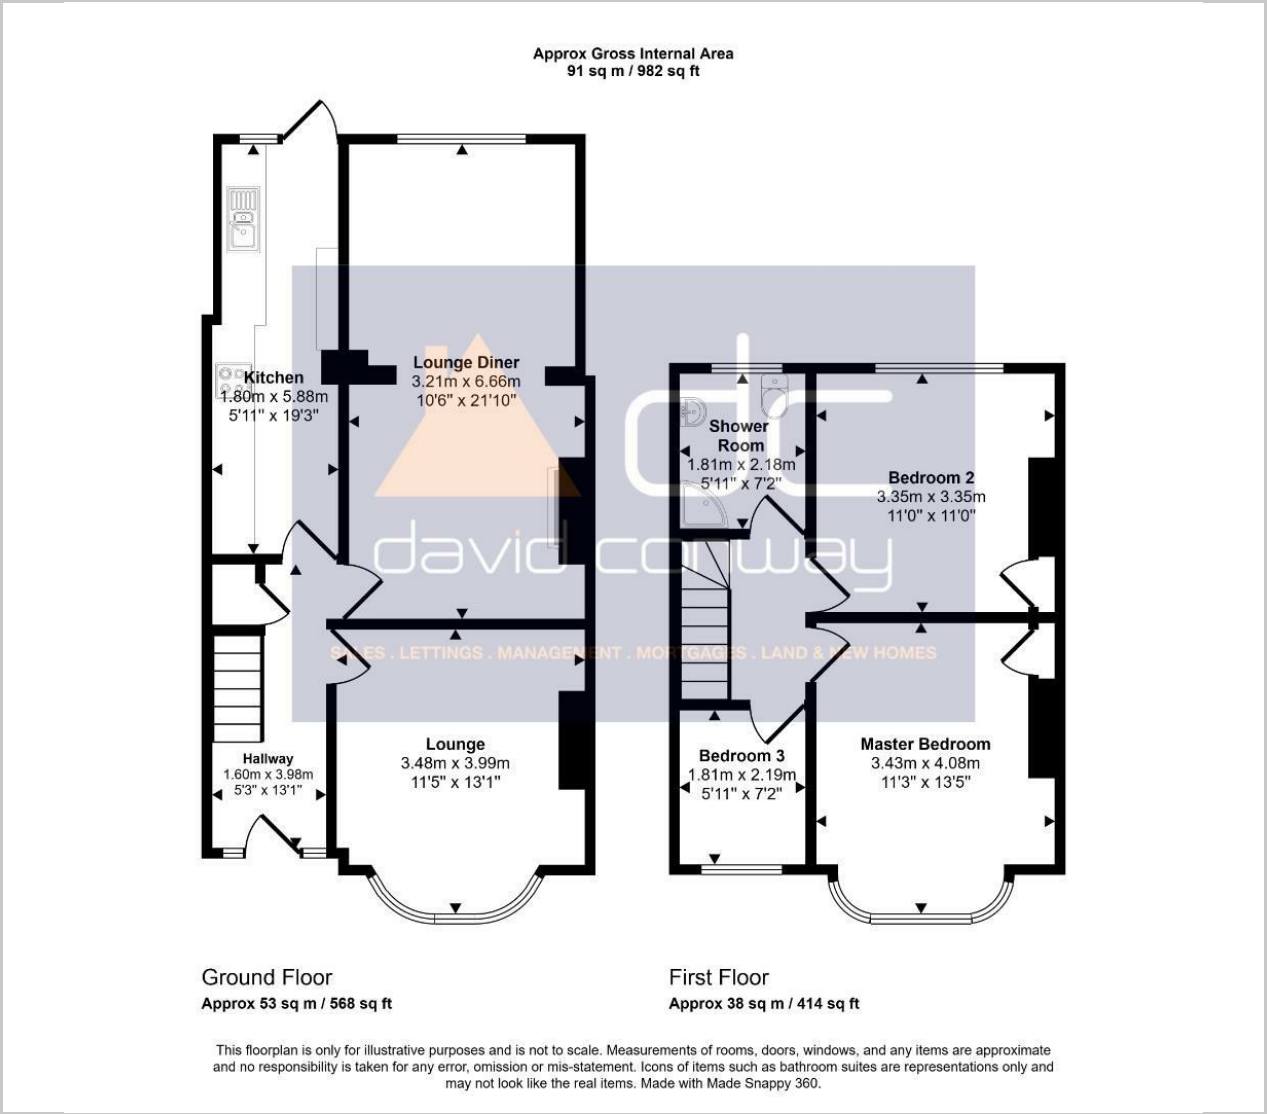 Approx Gross Internal Area
91 sq m / 982 sq ft
Lounge Diner
3.21m x 6.66m
10'6" x 21'10"
Kitchen
1.80m x 5.88m
5'11" x 19'3"
Shower
Room
1.81m x 2.18m
5'11" x 7'2"
Bedroom 2
3.35m x 3.35m
11'0" x 11'0"
dc
david conway
SALES . LETTINGS . MANAGEMENT . MORTGAGES . LAND & NEW HOMES
Hallway
1.60m x 3.98m
5'3" x 13'1"
Lounge
3.48m x 3.99m
11'5" x 13'1"
Bedroom 3
1.81m x 2.19m
5'11" x 7'2"
Master Bedroom
3.43m x 4.08m
11'3" x 13'5"
Ground Floor
Approx 53 sq m / 568 sq ft
First Floor
Approx 38 sq m / 414 sq ft
This floorplan is only for illustrative purposes and is not to scale. Measurements of rooms, doors, windows, and any items are approximate
and no responsibility is taken for any error, omission or mis-statement. Icons of items such as bathroom suites are representations only and
may not look like the real items. Made with Made Snappy 360.